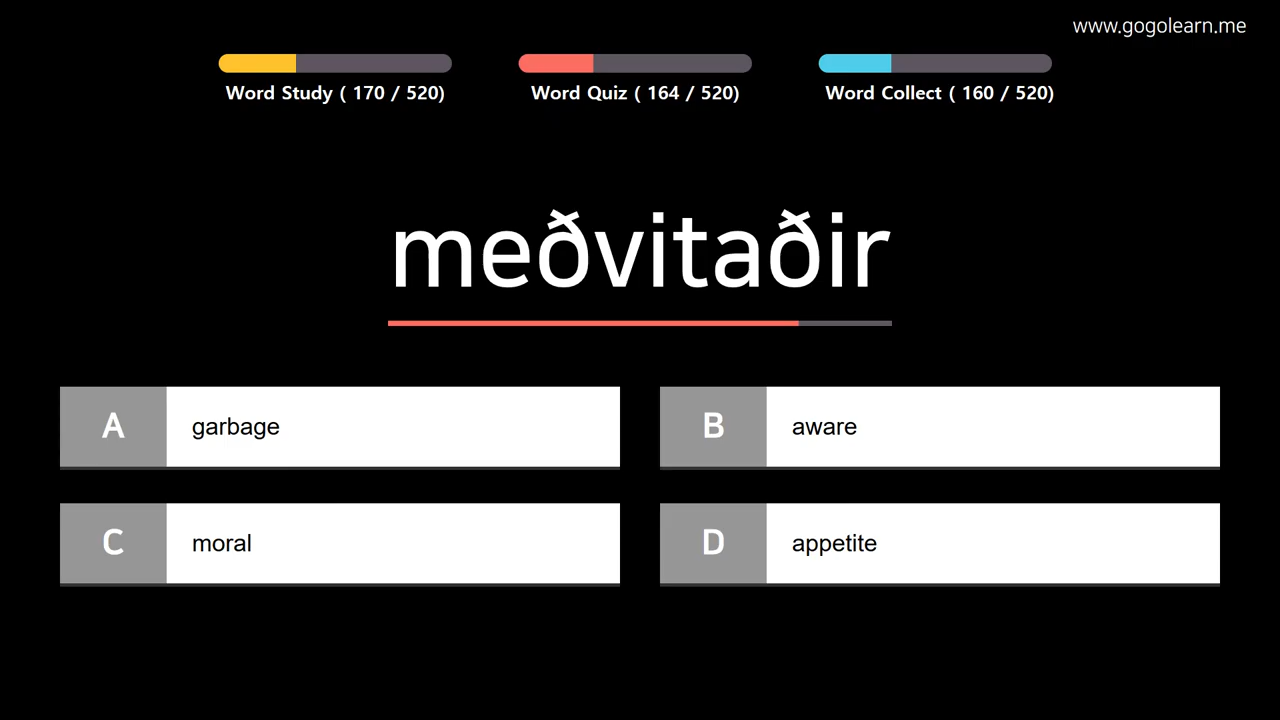 www.gogolearn.me
Word Study ( 170 / 520)
Word Quiz ( 164 / 520)
Word Collect ( 160 / 520)
meðvitaðir
A garbage
B aware
C moral
D appetite